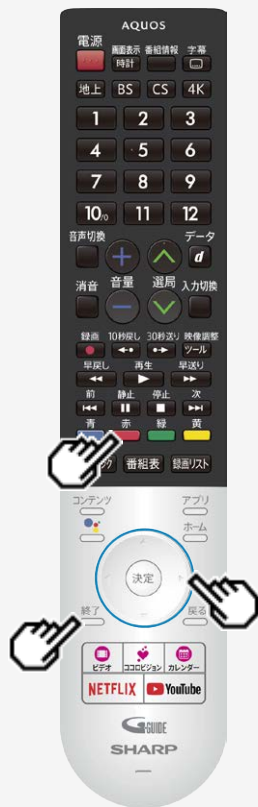 AQUOS
電源
画面表示 番組情報 字幕
時計
地上 BS CS 4K
1 2 3
4 5 6
7 8 9
10/0 11 12
音声切換 データ
d
消音 音量 選局 入力切換
録画 10秒戻し 30秒送り 映像調整
ツール
早戻し 再生 早送り
前 静止 停止 次
青 赤 緑 黄
番組表 録画リスト
コンテンツ アプリ
ホーム
決定
終了 戻る
ビデオ ココロビジョン カレンダー
NETFLIX YouTube
G-GUIDE
SHARP